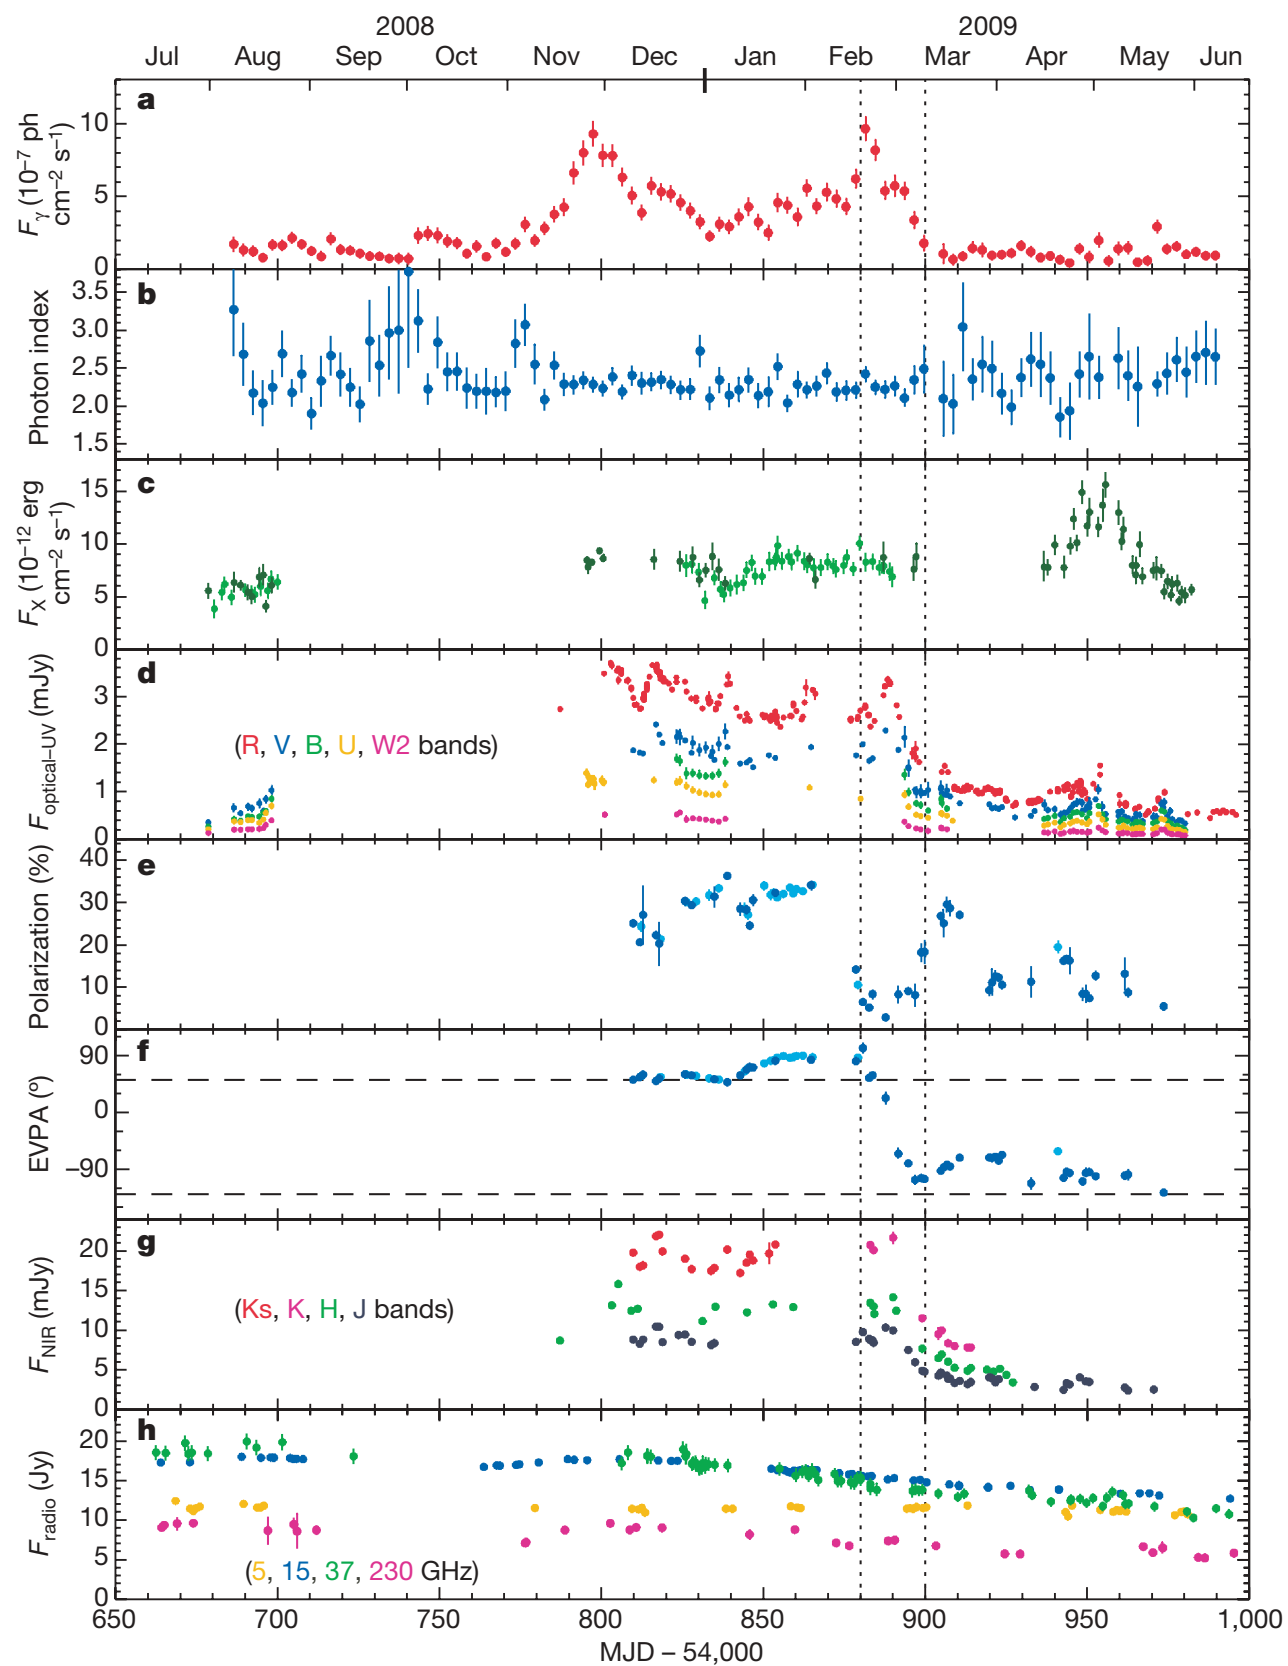 2008 2009
Jul Aug Sep Oct Nov Dec Jan Feb Mar Apr May Jun
a
10
5
0
Fγ (10⁻⁷ ph
cm⁻² s⁻¹)
b
3.5
3.0
2.5
2.0
1.5
Photon index
c
15
10
5
0
F_X (10⁻¹² erg
cm⁻² s⁻¹)
d
3
2
1
0
F_optical–UV (mJy)
(R, V, B, U, W2 bands)
e
40
30
20
10
0
Polarization (%)
f
90
0
–90
EVPA (°)
g
20
15
10
5
0
F_NIR (mJy)
(Ks, K, H, J bands)
h
20
15
10
5
0
F_radio (Jy)
(5, 15, 37, 230 GHz)
650 700 750 800 850 900 950 1,000
MJD – 54,000